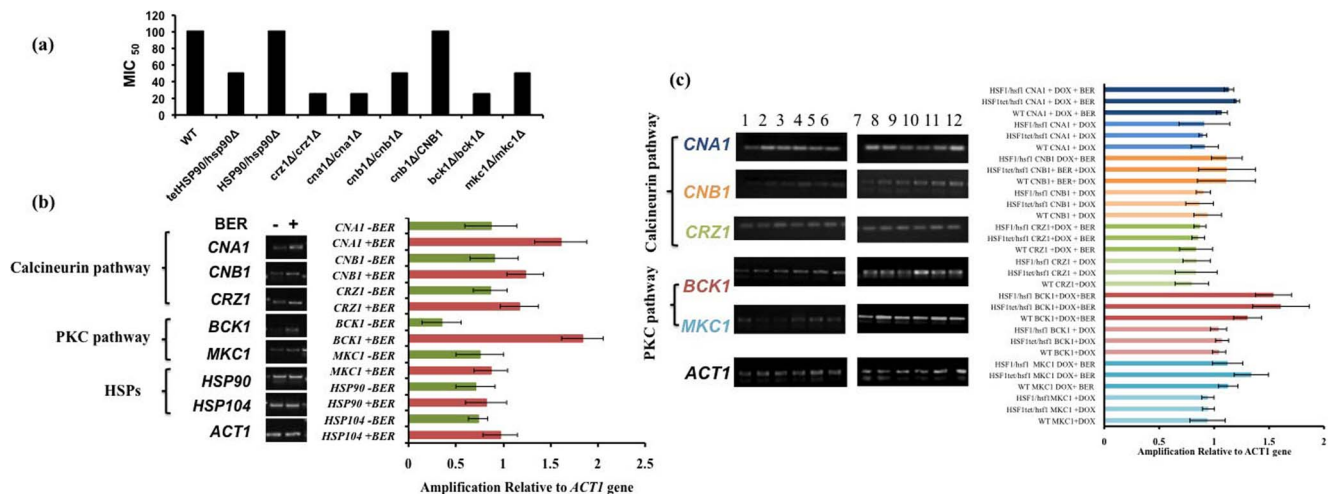 (a)
MIC 50
120
100
80
60
40
20
0
WT
tetHSP90/hsp90Δ
HSP90/hsp90Δ
crz1Δ/crz1Δ
cna1Δ/cna1Δ
cnb1Δ/cnb1Δ
cnb1Δ/CNB1
bck1Δ/bck1Δ
mkc1Δ/mkc1Δ
(b)
BER - +
Calcineurin pathway
CNA1
CNB1
CRZ1
PKC pathway
BCK1
MKC1
HSPs
HSP90
HSP104
ACT1
CNA1 -BER
CNA1 +BER
CNB1 -BER
CNB1 +BER
CRZ1 -BER
CRZ1 +BER
BCK1 -BER
BCK1 +BER
MKC1 -BER
MKC1 +BER
HSP90 -BER
HSP90 +BER
HSP104 -BER
HSP104 +BER
0 0.5 1 1.5 2 2.5
Amplification Relative to ACT1 gene
(c)
1 2 3 4 5 6 7 8 9 10 11 12
Calcineurin pathway
CNA1
CNB1
CRZ1
PKC pathway
BCK1
MKC1
ACT1
HSF1/hsf1 CNA1 + DOX + BER
HSF1tet/hsf1 CNA1 + DOX + BER
WT CNA1 + DOX + BER
HSF1/hsf1 CNA1 + DOX
HSF1tet/hsf1 CNA1 + DOX
WT CNA1 + DOX
HSF1/hsf1 CNB1 DOX+ BER
HSF1tet/hsf1 CNB1+ BER +DOX
WT CNB1 + BER+ DOX
HSF1/hsf1 CNB1 + DOX
HSF1tet/hsf1 CNB1 + DOX
WT CNB1 + DOX
HSF1/hsf1 CRZ1+DOX + BER
HSF1tet/hsf1 CRZ1+DOX + BER
WT CRZ1 + DOX + BER
HSF1/hsf1 CRZ1 + DOX
HSF1tet/hsf1 CRZ1 + DOX
WT CRZ1+DOX
HSF1/hsf1 BCK1+DOX+BER
HSF1tet/hsf1 BCK1+DOX+BER
WT BCK1+DOX+BER
HSF1/hsf1 BCK1 + DOX
HSF1tet/hsf1 BCK1+ DOX
WT BCK1+DOX
HSF1/hsf1 MKC1 DOX+ BER
HSF1tet/hsf1 MKC1 DOX+ BER
WT MKC1 DOX+ BER
HSF1/hsf1MKC1 +DOX
HSF1tet/hsf1 MKC1 +DOX
WT MKC1+DOX
0 0.5 1 1.5 2
Amplification Relative to ACT1 gene